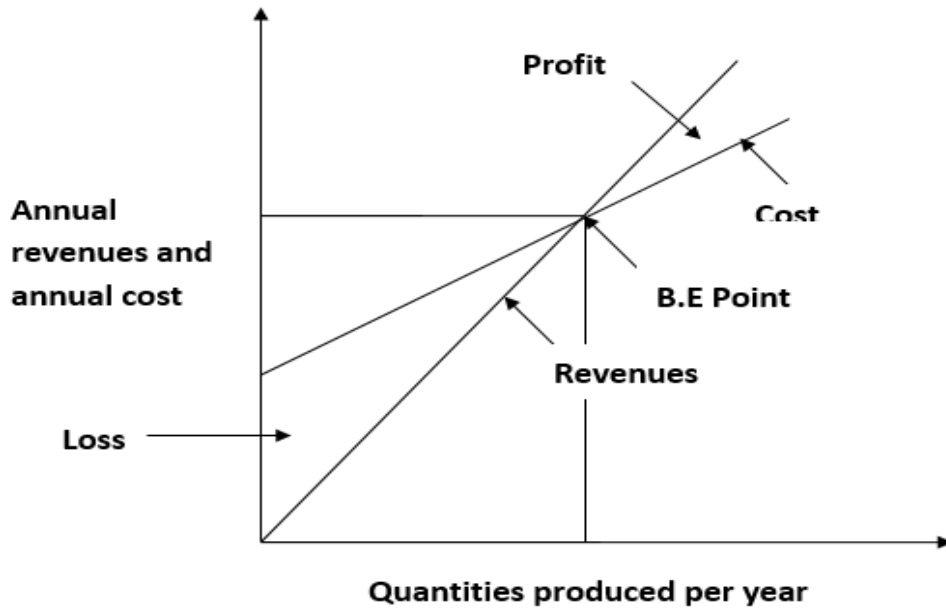 Profit
Annual
revenues and
annual cost
Cost
B.E Point
Revenues
Loss
Quantities produced per year